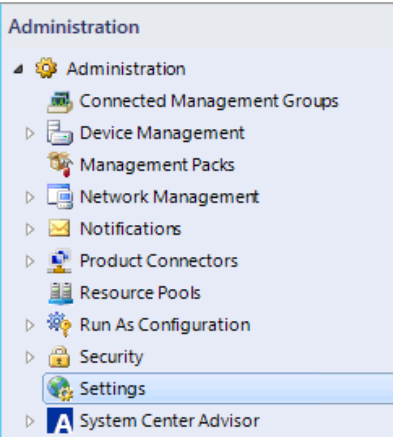 Administration
Administration
Connected Management Groups
Device Management
Management Packs
Network Management
Notifications
Product Connectors
Resource Pools
Run As Configuration
Security
Settings
System Center Advisor